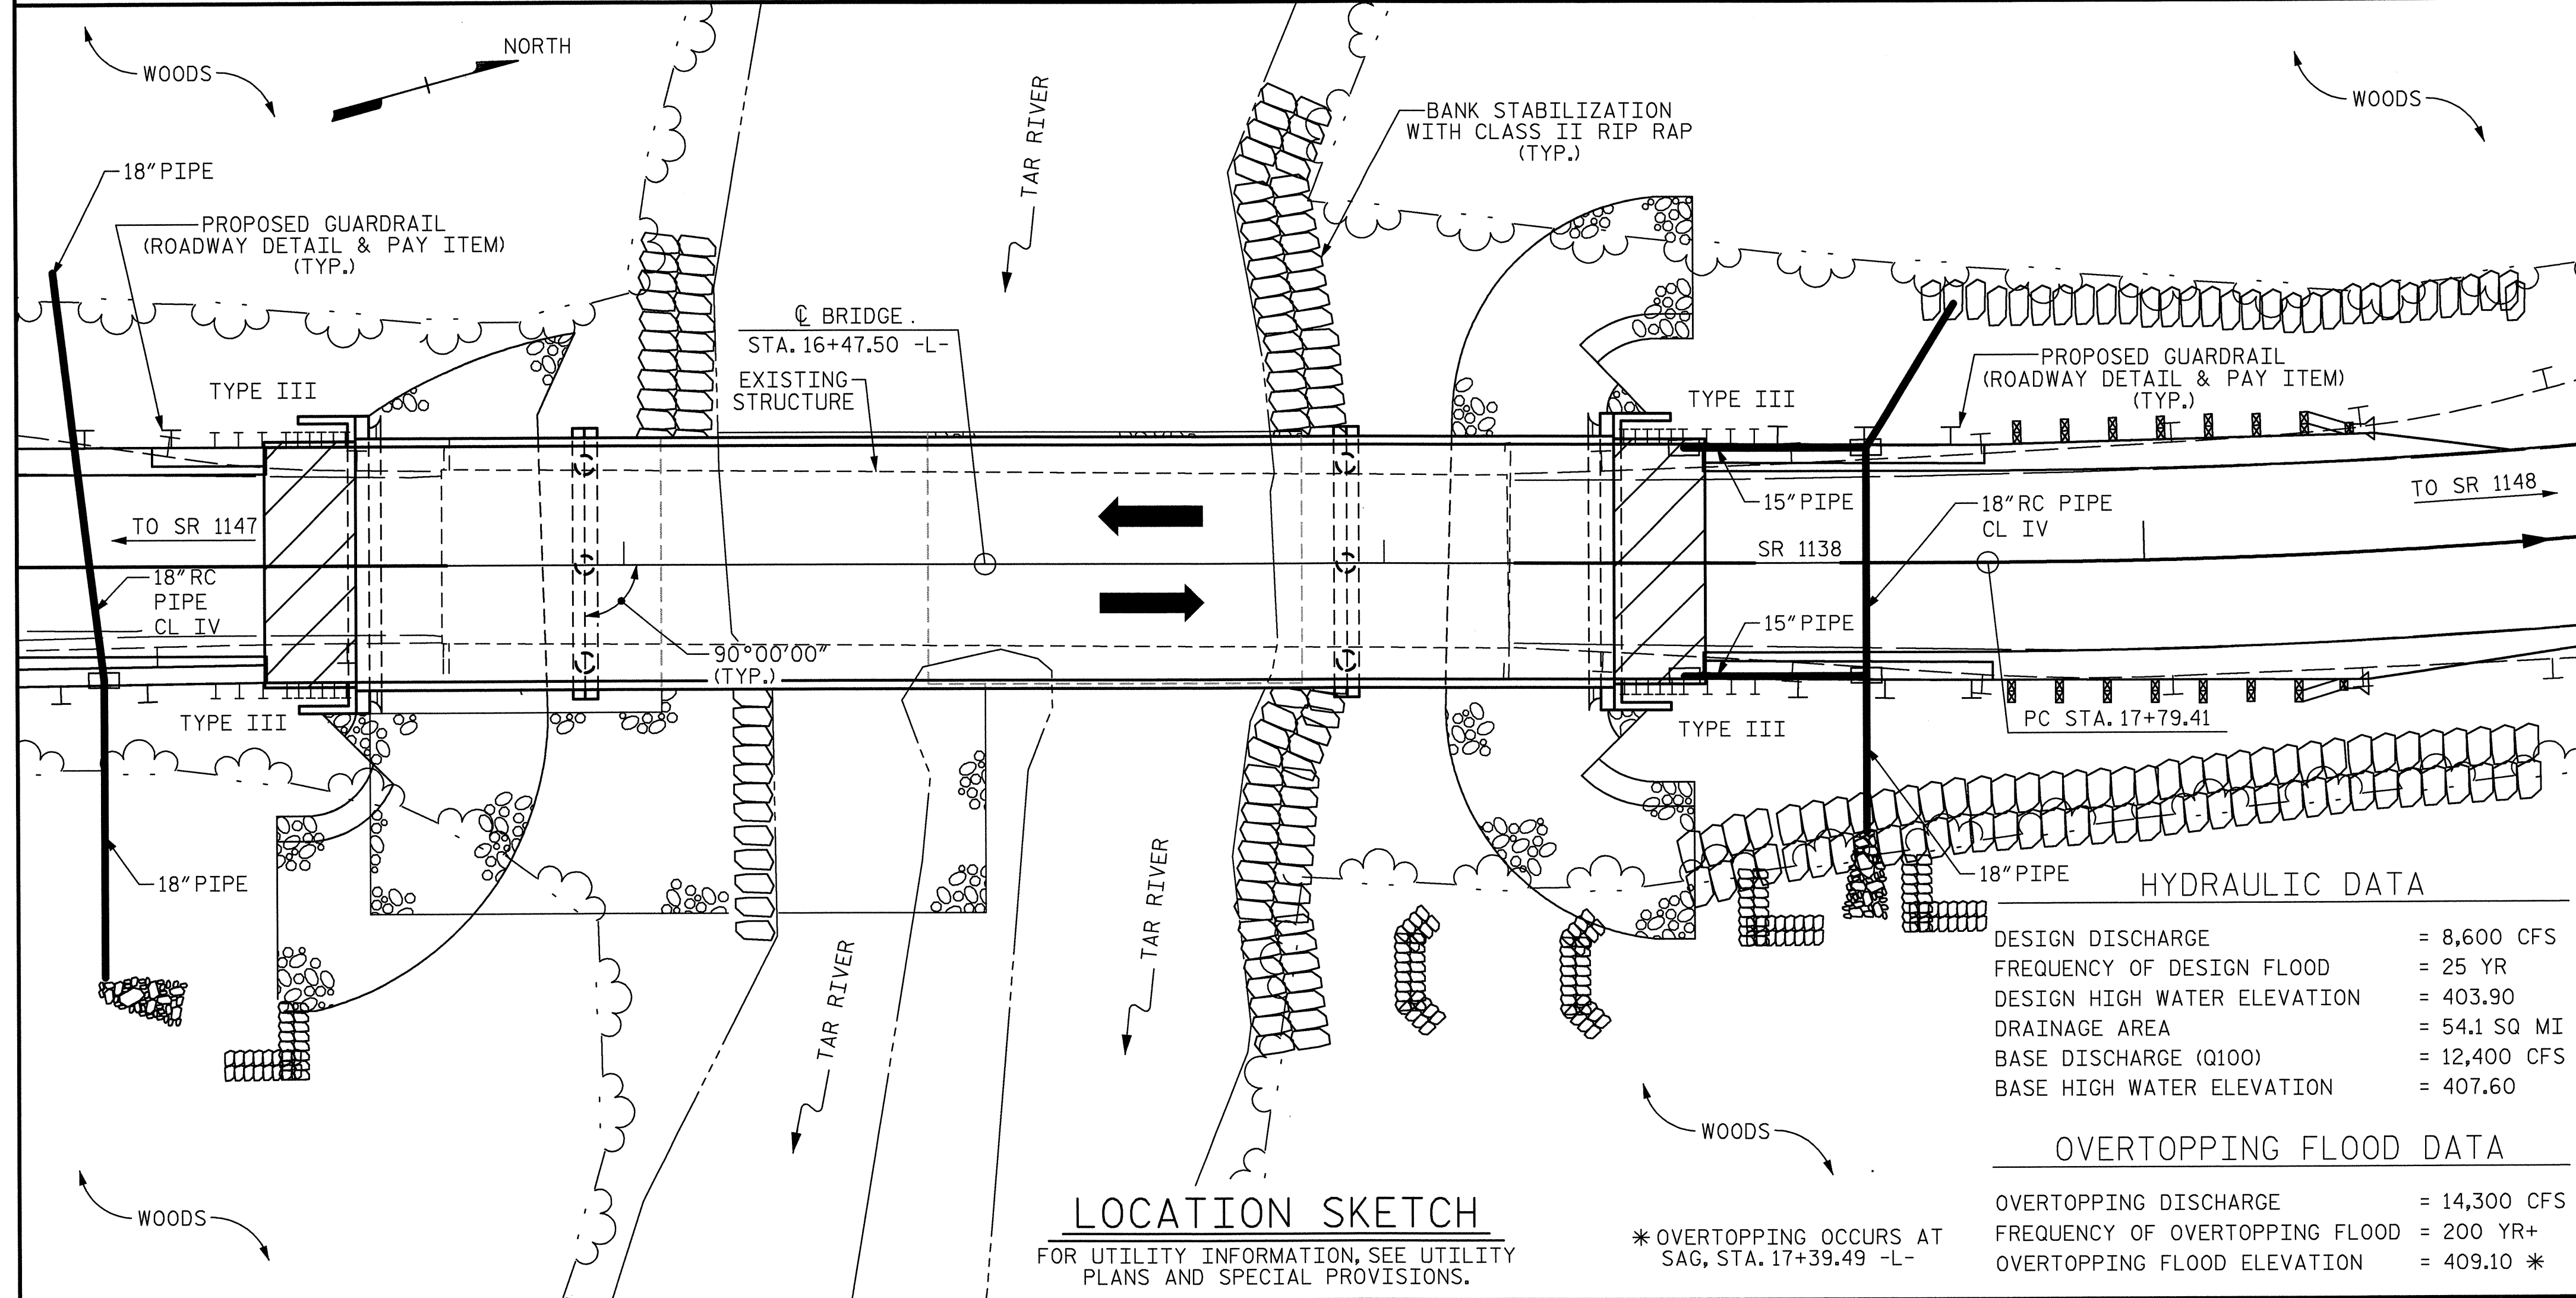 NORTH
WOODS
WOODS
TAR RIVER
BANK STABILIZATION
WITH CLASS II RIP RAP
(TYP.)
18" PIPE
PROPOSED GUARDRAIL
(ROADWAY DETAIL & PAY ITEM)
(TYP.)
℄ BRIDGE
STA. 16+47.50 -L-
EXISTING
STRUCTURE
TYPE III
TYPE III
PROPOSED GUARDRAIL
(ROADWAY DETAIL & PAY ITEM)
(TYP.)
TO SR 1147
15" PIPE
18" RC PIPE
CL IV
TO SR 1148
SR 1138
18" RC
PIPE
CL IV
15" PIPE
90°00'00"
(TYP.)
TYPE III
TYPE III
PC STA. 17+79.41
18" PIPE
18" PIPE
TAR RIVER
TAR RIVER
HYDRAULIC DATA
DESIGN DISCHARGE = 8,600 CFS
FREQUENCY OF DESIGN FLOOD = 25 YR
DESIGN HIGH WATER ELEVATION = 403.90
DRAINAGE AREA = 54.1 SQ MI
BASE DISCHARGE (Q100) = 12,400 CFS
BASE HIGH WATER ELEVATION = 407.60
WOODS
WOODS
OVERTOPPING FLOOD DATA
OVERTOPPING DISCHARGE = 14,300 CFS
FREQUENCY OF OVERTOPPING FLOOD = 200 YR+
OVERTOPPING FLOOD ELEVATION = 409.10 *
LOCATION SKETCH
FOR UTILITY INFORMATION, SEE UTILITY
PLANS AND SPECIAL PROVISIONS.
* OVERTOPPING OCCURS AT
SAG, STA. 17+39.49 -L-